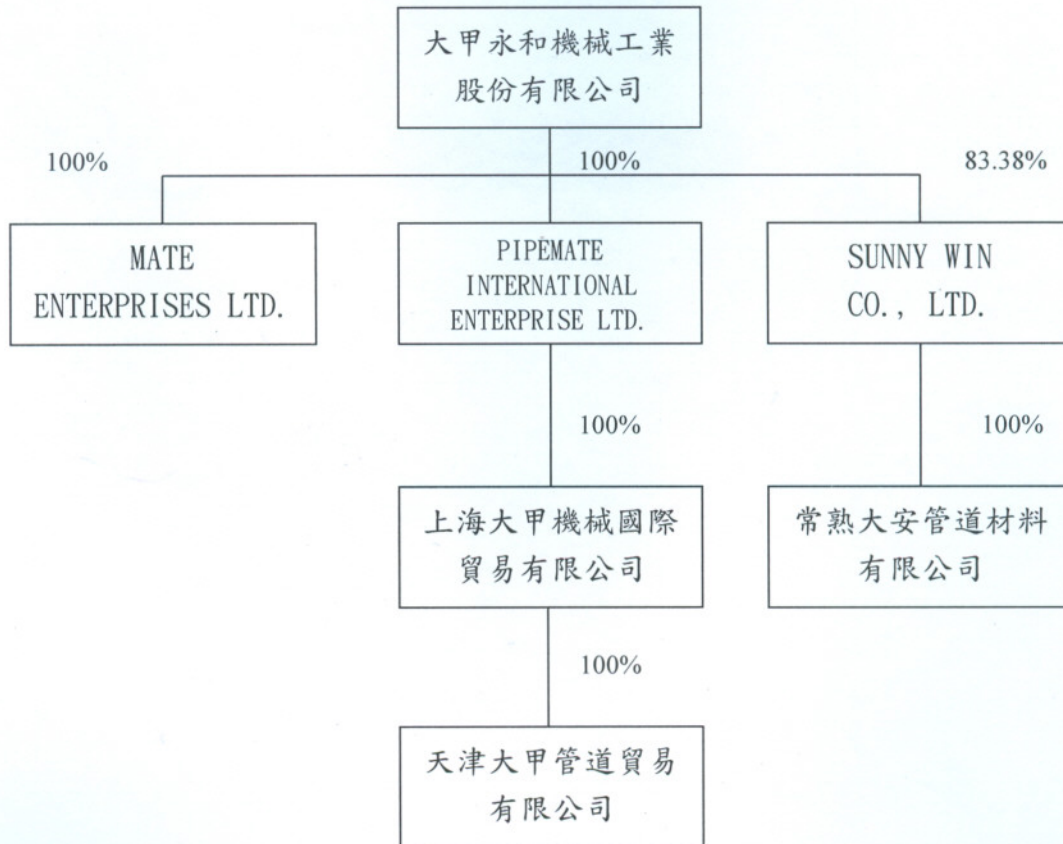 大甲永和機械工業
股份有限公司
100%
100%
83.38%
MATE
ENTERPRISES LTD.
PIPEMATE
INTERNATIONAL
ENTERPRISE LTD.
SUNNY WIN
CO., LTD.
100%
100%
上海大甲機械國際
貿易有限公司
常熟大安管道材料
有限公司
100%
天津大甲管道貿易
有限公司